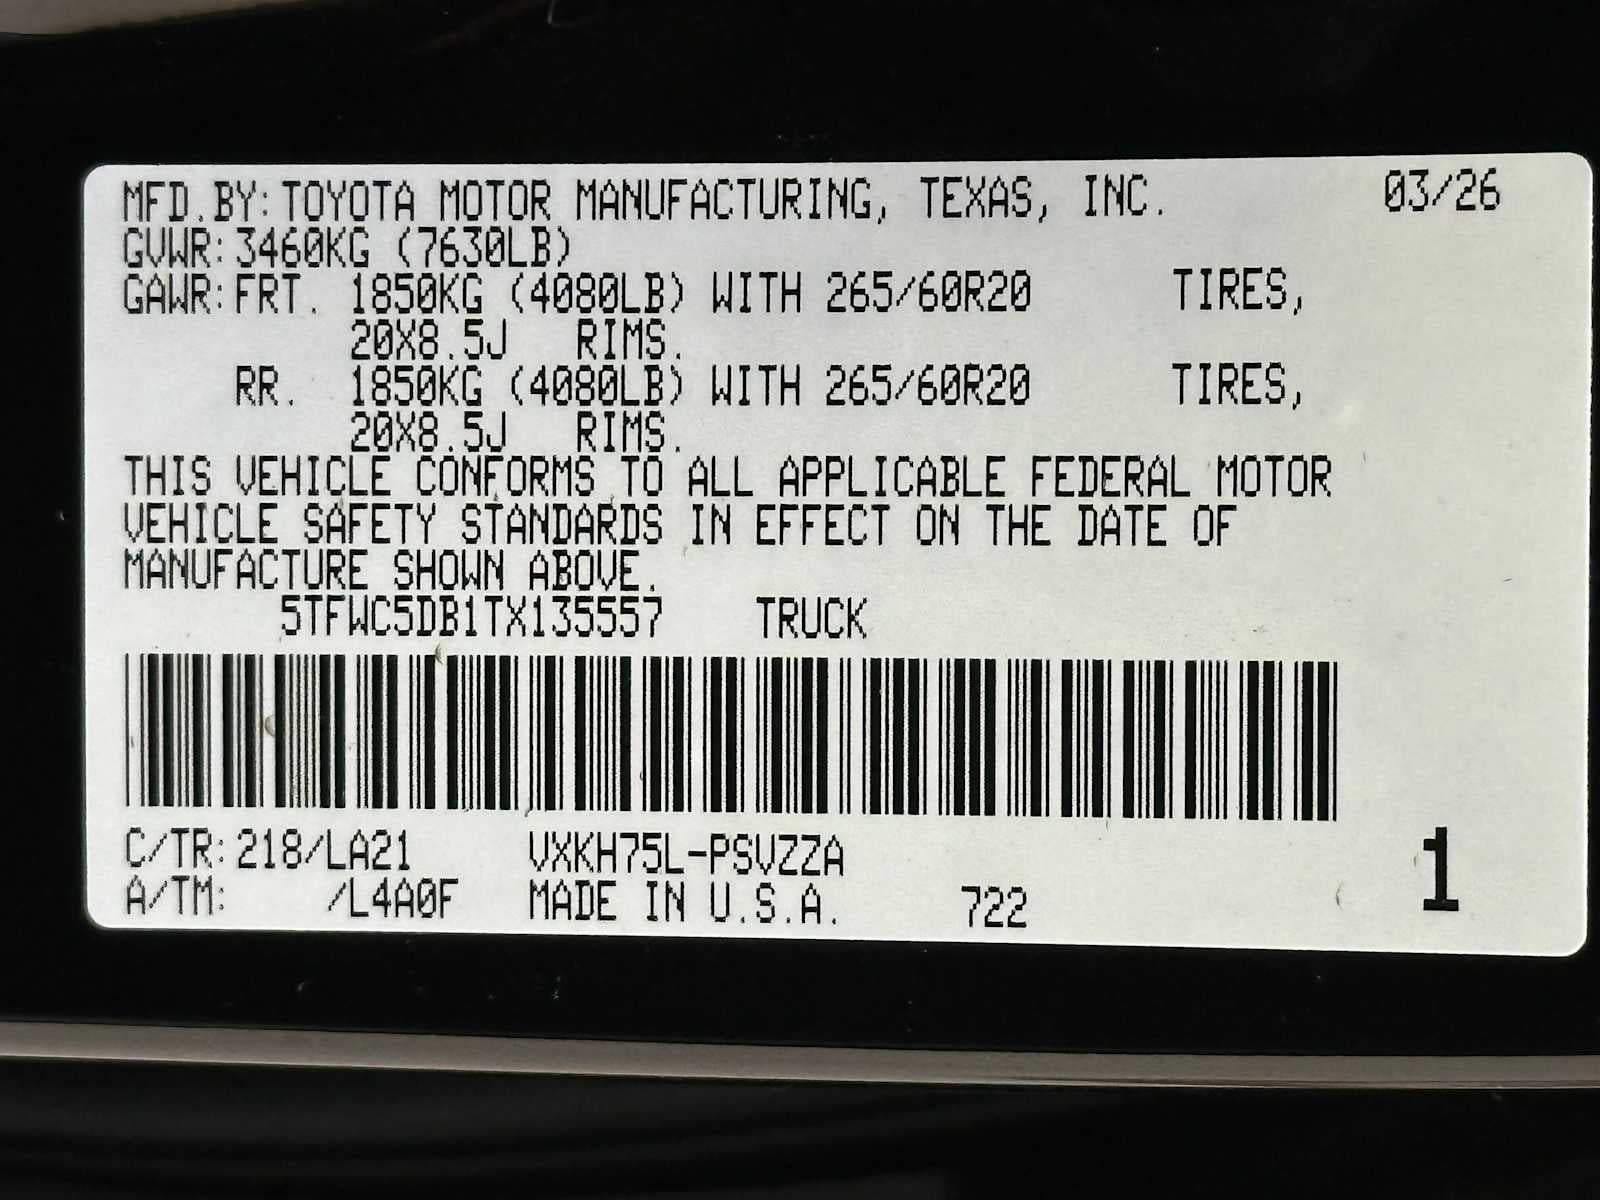 MFD.BY:TOYOTA MOTOR MANUFACTURING, TEXAS, INC. 03/26
GVWR:3460KG (7630LB)
GAWR:FRT. 1850KG (4080LB) WITH 265/60R20 TIRES,
20X8.5J RIMS.
RR. 1850KG (4080LB) WITH 265/60R20 TIRES,
20X8.5J RIMS.
THIS VEHICLE CONFORMS TO ALL APPLICABLE FEDERAL MOTOR
VEHICLE SAFETY STANDARDS IN EFFECT ON THE DATE OF
MANUFACTURE SHOWN ABOVE.
5TFWC5DB1TX135557 TRUCK
C/TR:218/LA21 VXKH75L-PSVZZA
A/TM: /L4A0F MADE IN U.S.A. 722
1